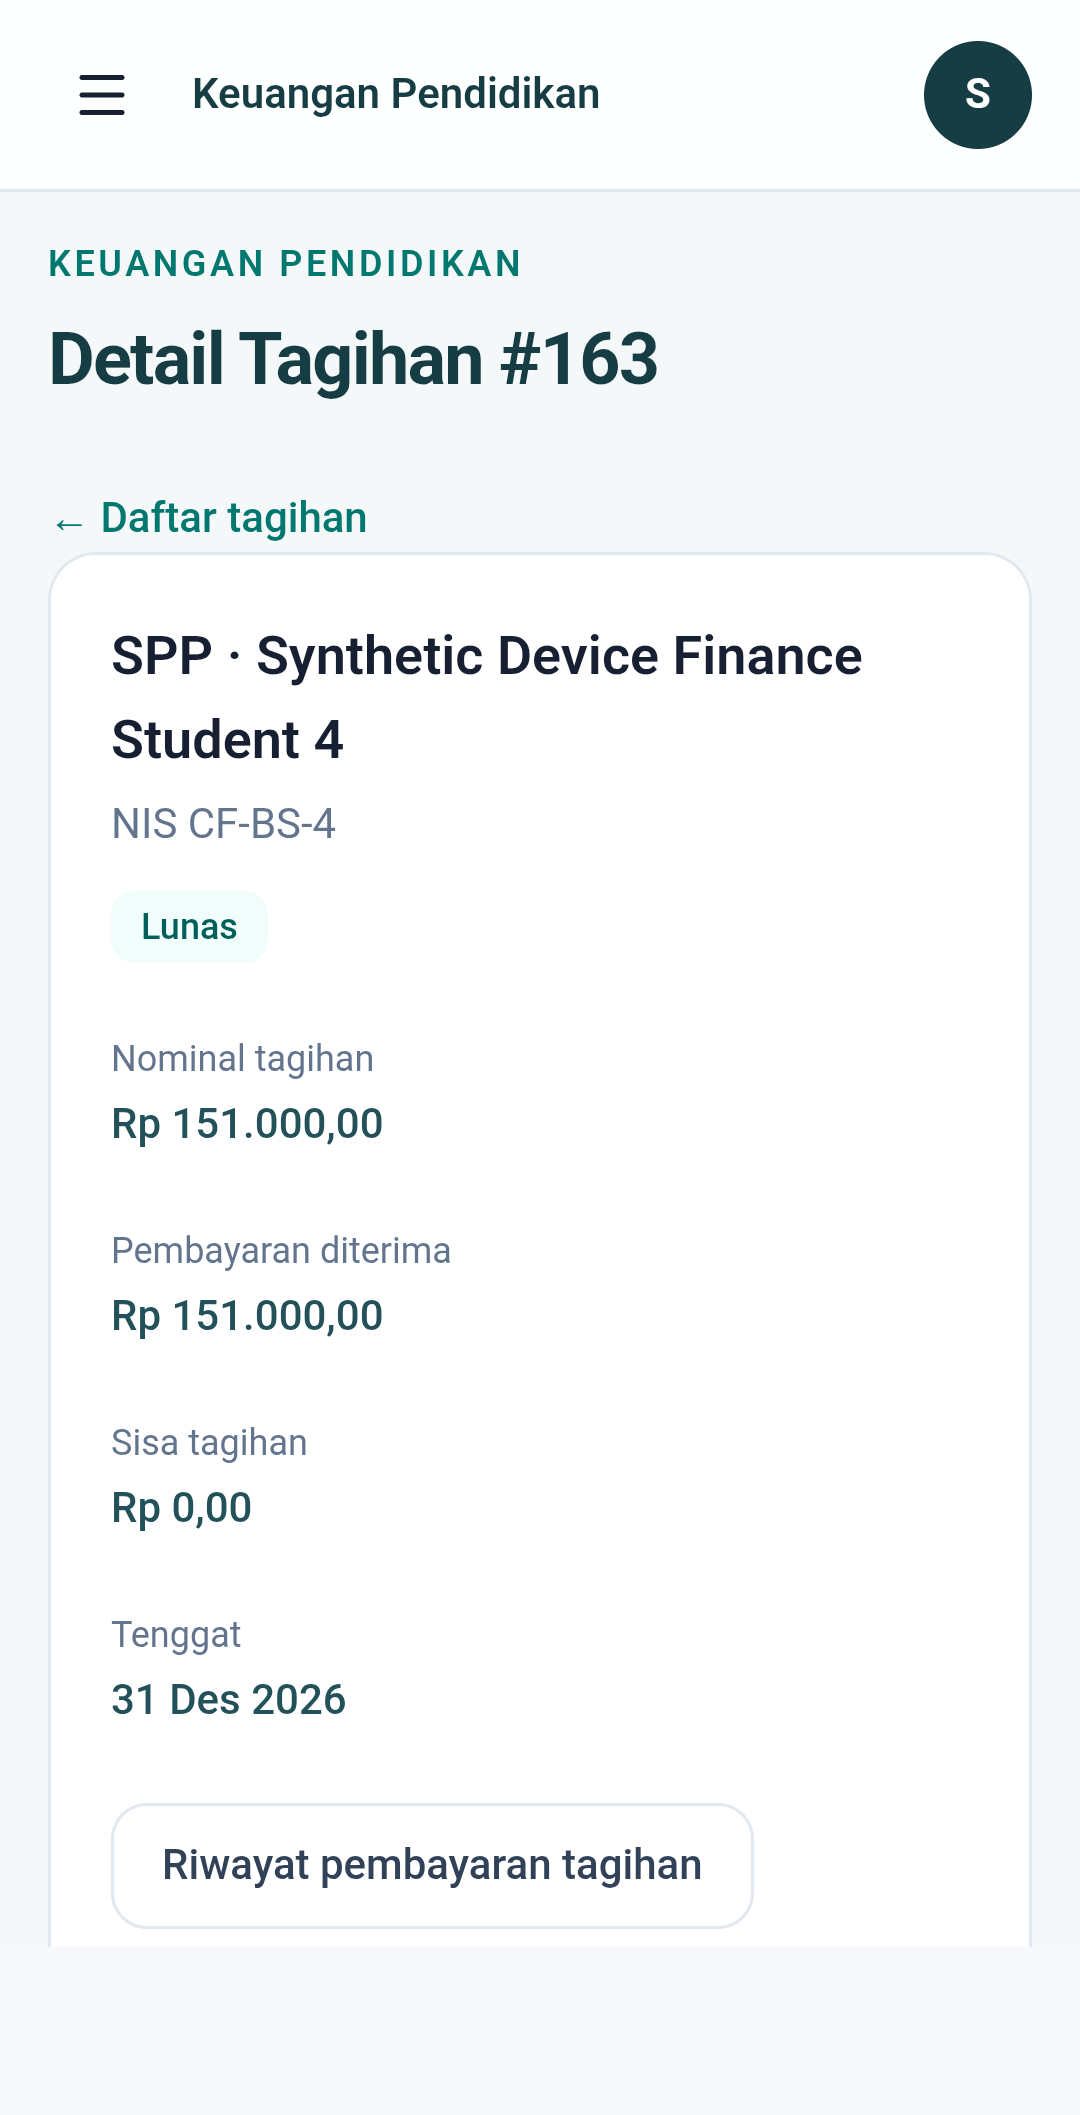 Keuangan Pendidikan
S
KEUANGAN PENDIDIKAN
Detail Tagihan #163
← Daftar tagihan
SPP · Synthetic Device Finance
Student 4
NIS CF-BS-4
Lunas
Nominal tagihan
Rp 151.000,00
Pembayaran diterima
Rp 151.000,00
Sisa tagihan
Rp 0,00
Tenggat
31 Des 2026
Riwayat pembayaran tagihan